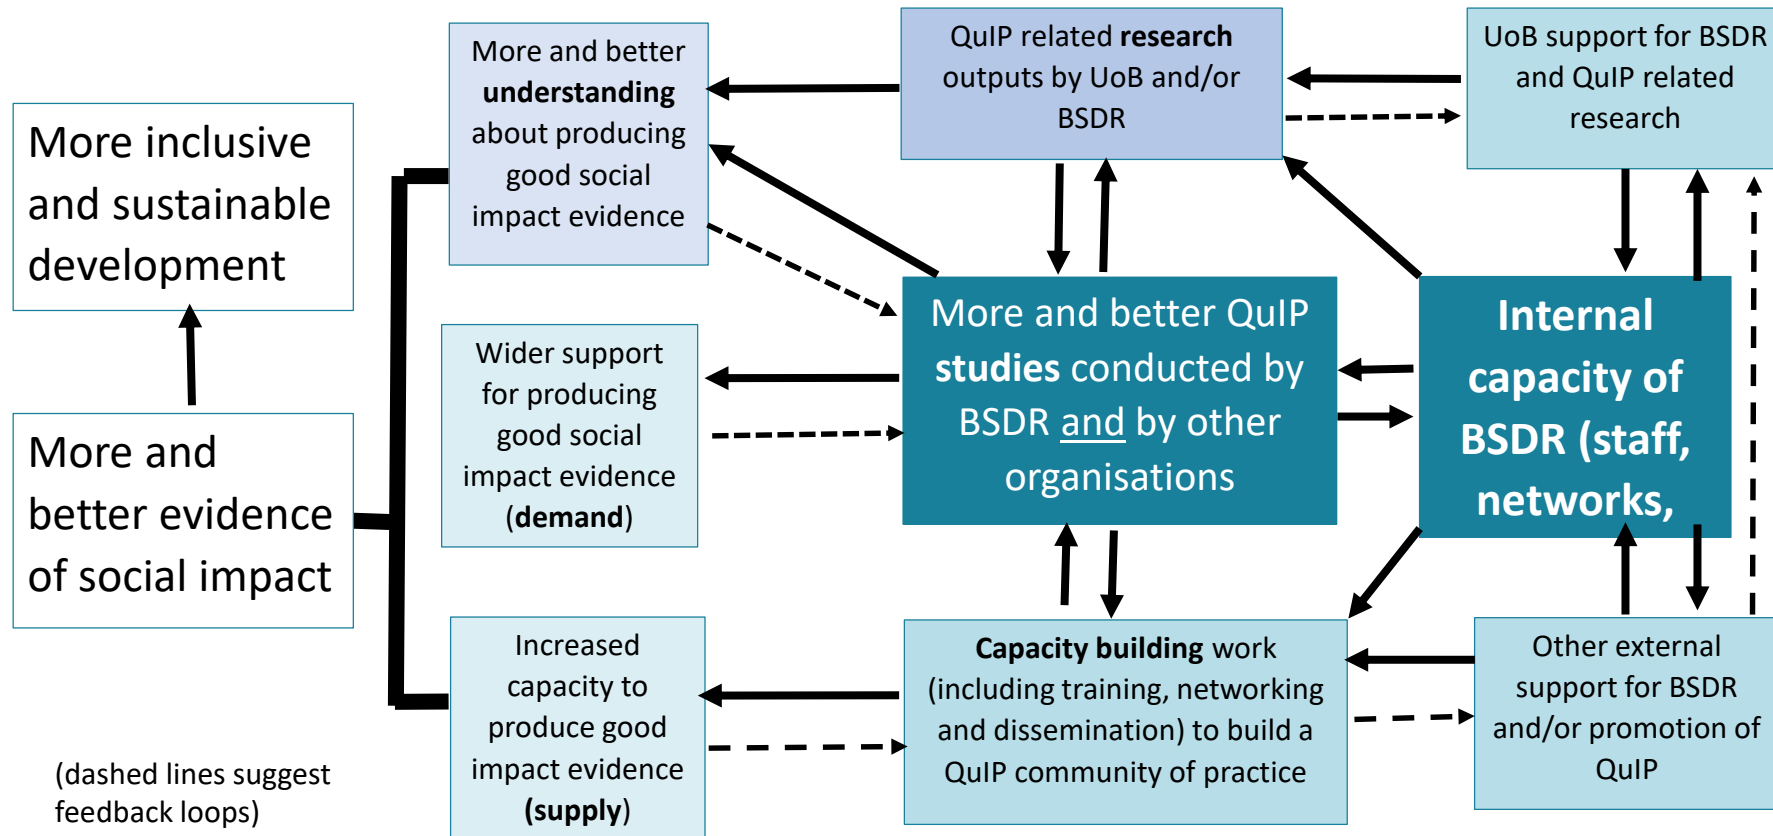 More inclusive
and sustainable
development
More and
better evidence
of social impact
(dashed lines suggest
feedback loops)
More and better
understanding
about producing
good social
impact evidence
Wider support
for producing
good social
impact evidence
(demand)
Increased
capacity to
produce good
impact evidence
(supply)
QuIP related research
outputs by UoB and/or
BSDR
More and better QuIP
studies conducted by
BSDR and by other
organisations
Capacity building work
(including training, networking
and dissemination) to build a
QuIP community of practice
UoB support for BSDR
and QuIP related
research
Internal
capacity of
BSDR (staff,
networks,
Other external
support for BSDR
and/or promotion of
QuIP